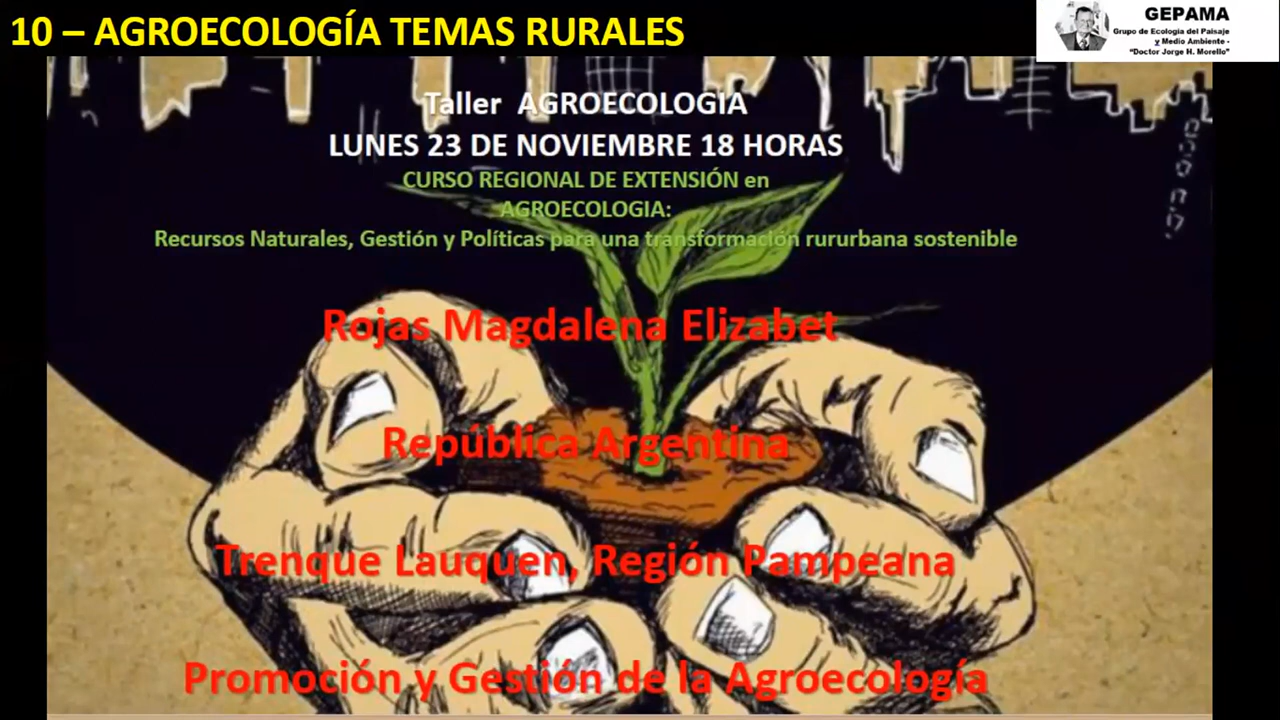 10 – AGROECOLOGÍA TEMAS RURALES
GEPAMA
Grupo de Ecología del Paisaje
y Medio Ambiente -
"Doctor Jorge H. Morello"
Taller AGROECOLOGIA
LUNES 23 DE NOVIEMBRE 18 HORAS
CURSO REGIONAL DE EXTENSIÓN en
AGROECOLOGIA:
Recursos Naturales, Gestión y Políticas para una transformación rururbana sostenible
Rojas Magdalena Elizabet
República Argentina
Trenque Lauquen, Región Pampeana
Promoción y Gestión de la Agroecología